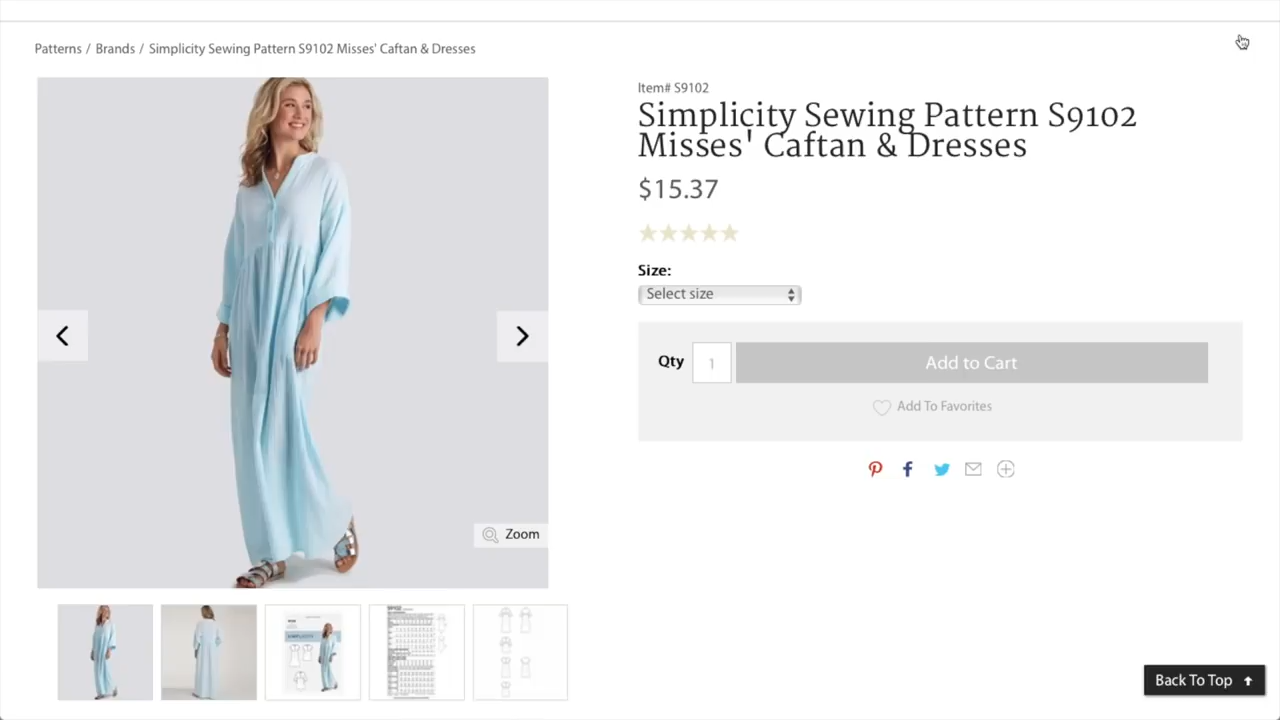 Patterns / Brands / Simplicity Sewing Pattern S9102 Misses' Caftan & Dresses
Item# S9102
Simplicity Sewing Pattern S9102
Misses' Caftan & Dresses
$15.37
Size:
Select size
Qty 1 Add to Cart
Add To Favorites
Zoom
SIMPLICITY
Back To Top